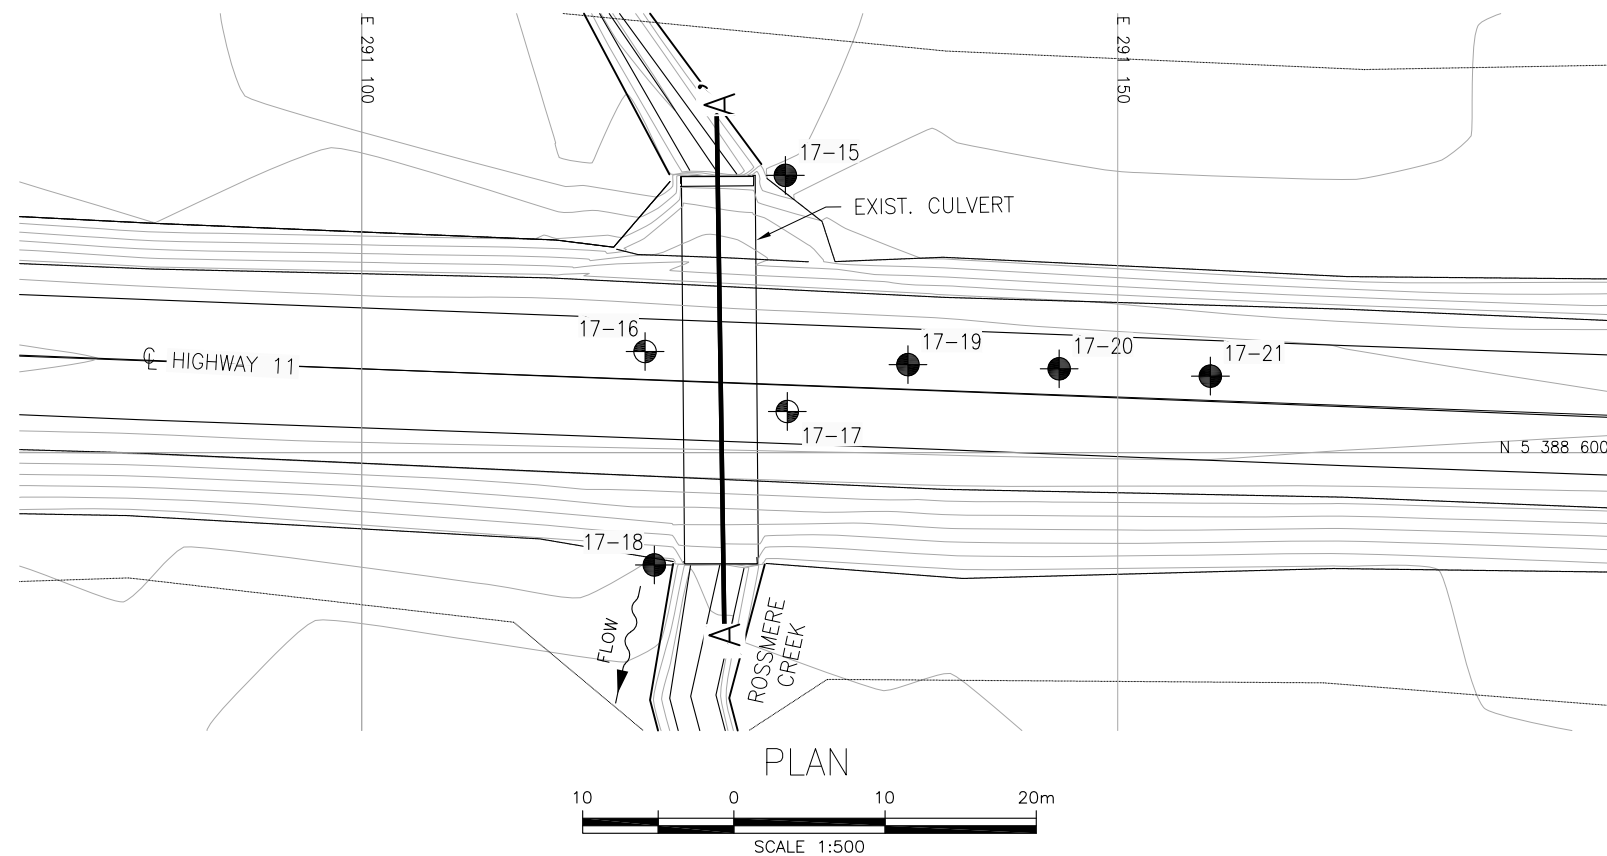 E 291 100
E 291 150
A'
17-15
EXIST. CULVERT
17-16
17-19
17-20
17-21
℄ HIGHWAY 11
17-17
N 5 388 600
17-18
FLOW
A
ROSSMERE
CREEK
PLAN
10 0 10 20m
SCALE 1:500